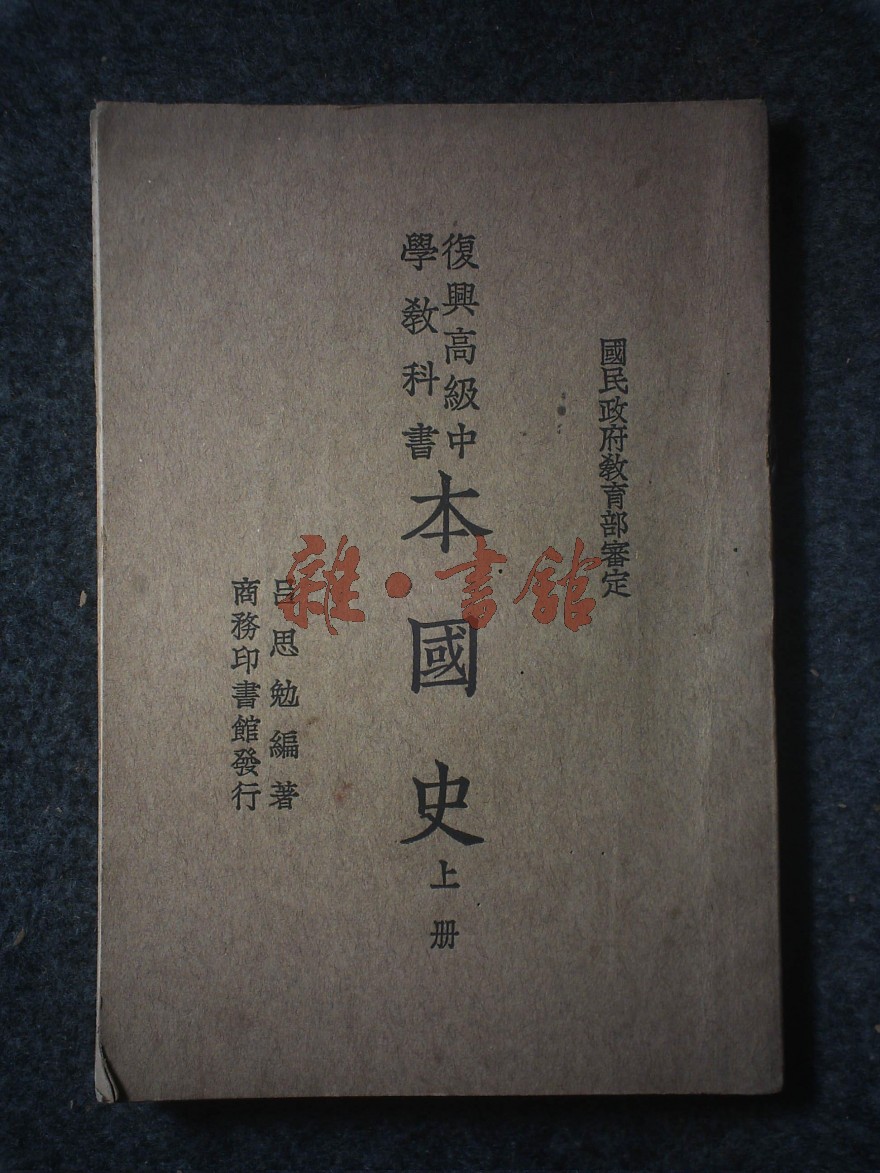 國民政府教育部審定
復興高級中
學教科書
本國史
上册
呂思勉編著
商務印書館發行
雜·書館